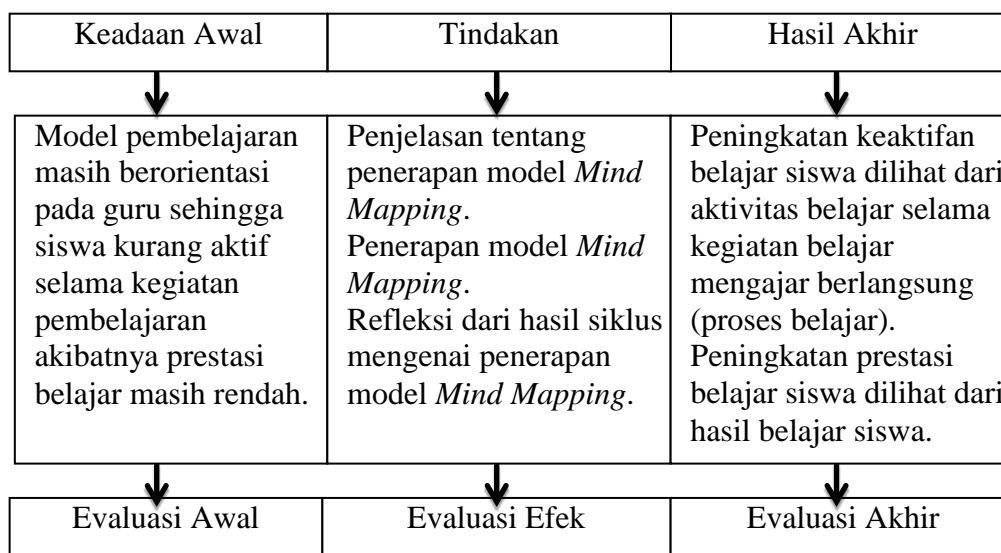 Keadaan Awal
Tindakan
Hasil Akhir
Model pembelajaran
masih berorientasi
pada guru sehingga
siswa kurang aktif
selama kegiatan
pembelajaran
akibatnya prestasi
belajar masih rendah.
Penjelasan tentang
penerapan model Mind
Mapping.
Penerapan model Mind
Mapping.
Refleksi dari hasil siklus
mengenai penerapan
model Mind Mapping.
Peningkatan keaktifan
belajar siswa dilihat dari
aktivitas belajar selama
kegiatan belajar
mengajar berlangsung
(proses belajar).
Peningkatan prestasi
belajar siswa dilihat dari
hasil belajar siswa.
Evaluasi Awal
Evaluasi Efek
Evaluasi Akhir